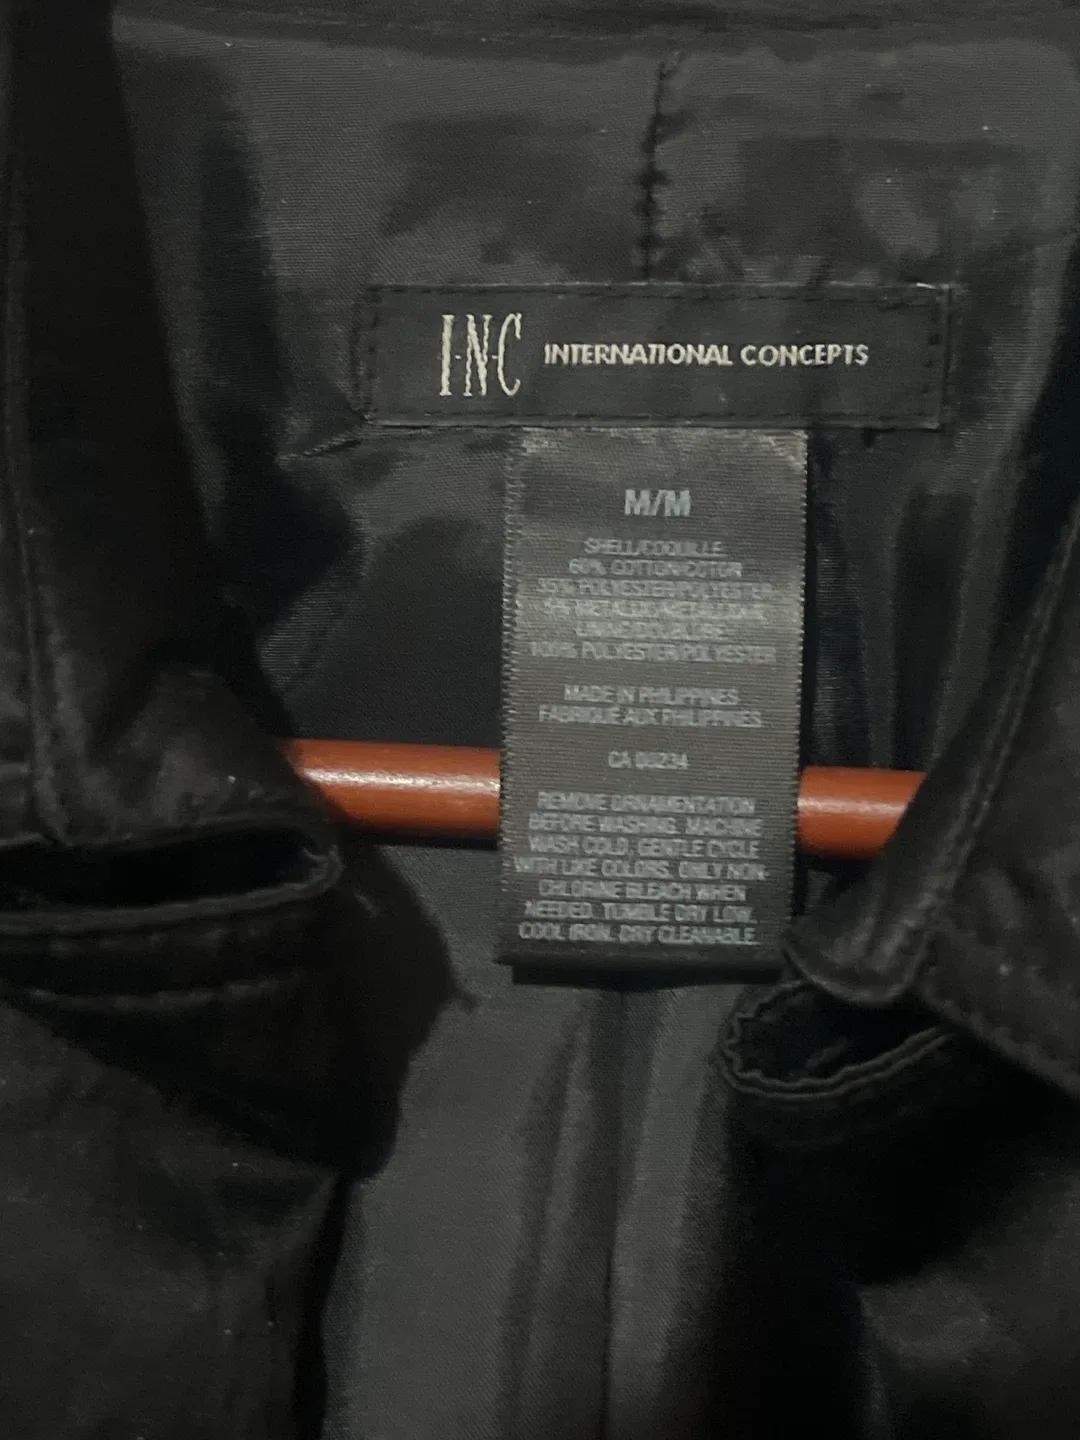 I·N·C INTERNATIONAL CONCEPTS
M/M
SHELL/COQUILLE
60% COTTON/COTON
35% POLYESTER/POLYESTER
5% METALLIC/METALLIQUE
100% POLYESTER/POLYESTER
MADE IN PHILIPPINES
FABRIQUE AUX PHILIPPINES
CA 00234
REMOVE ORNAMENTATION
BEFORE WASHING. MACHINE
WASH COLD, GENTLE CYCLE
WITH LIKE COLORS. ONLY NON-
CHLORINE BLEACH WHEN
NEEDED. TUMBLE DRY LOW.
COOL IRON. DRY CLEANABLE.